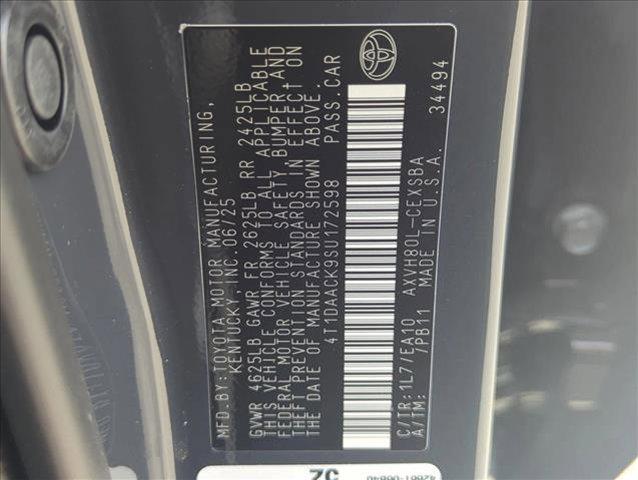 MFD.BY:TOYOTA MOTOR MANUFACTURING,
KENTUCKY, INC 06/25
GVWR 4625LB GAWR FR 2625LB RR 2425LB
THIS VEHICLE CONFORMS TO ALL APPLICABLE
FEDERAL MOTOR VEHICLE SAFETY, BUMPER AND
THEFT PREVENTION STANDARDS IN EFFECT ON
THE DATE OF MANUFACTURE SHOWN ABOVE.
4T1DAACK9SU172598 PASS.CAR
C/TR:1L7/EA10 AXVH80L-CEXSBA
A/TM: /PB11 MADE IN U.S.A. 34494